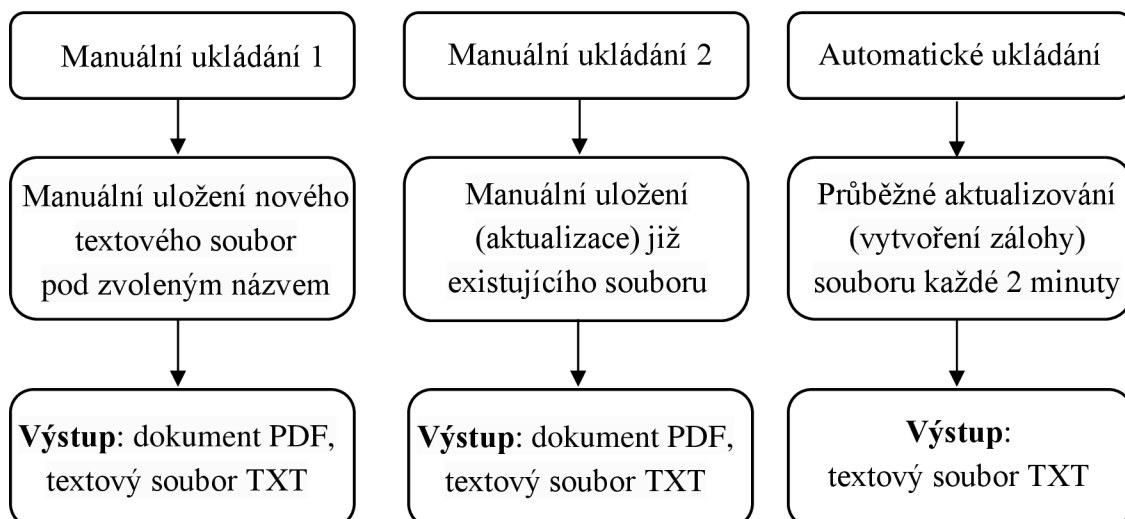 Manuální ukládání 1
Manuální uložení nového
textového soubor
pod zvoleným názvem
Výstup: dokument PDF,
textový soubor TXT
Manuální ukládání 2
Manuální uložení
(aktualizace) již
existujícího souboru
Výstup: dokument PDF,
textový soubor TXT
Automatické ukládání
Průběžné aktualizování
(vytvoření zálohy)
souboru každé 2 minuty
Výstup:
textový soubor TXT